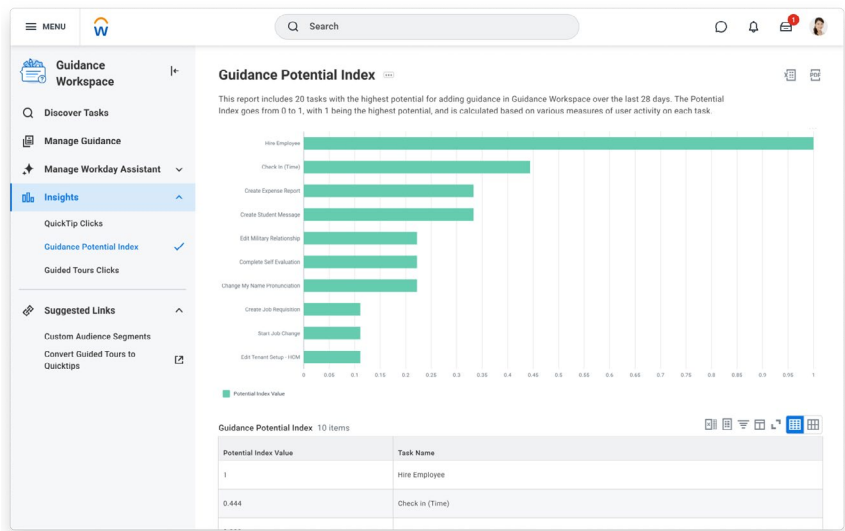 MENU
Search
1
Guidance
Workspace
Discover Tasks
Manage Guidance
Manage Workday Assistant
Insights
QuickTip Clicks
Guidance Potential Index
Guided Tours Clicks
Suggested Links
Custom Audience Segments
Convert Guided Tours to
Quicktips
Guidance Potential Index
PDF
This report includes 20 tasks with the highest potential for adding guidance in Guidance Workspace over the last 28 days. The Potential
Index goes from 0 to 1, with 1 being the highest potential, and is calculated based on various measures of user activity on each task.
Hire Employee
Check In (Time)
Create Expense Report
Create Student Message
Edit Military Relationship
Complete Self Evaluation
Change My Name Pronunciation
Create Job Requisition
Start Job Change
Edit Tenant Setup - HCM
0 0.05 0.1 0.15 0.2 0.25 0.3 0.35 0.4 0.45 0.5 0.55 0.6 0.65 0.7 0.75 0.8 0.85 0.9 0.95 1
Potential Index Value
Guidance Potential Index 10 items
Potential Index Value Task Name
1 Hire Employee
0.444 Check in (Time)